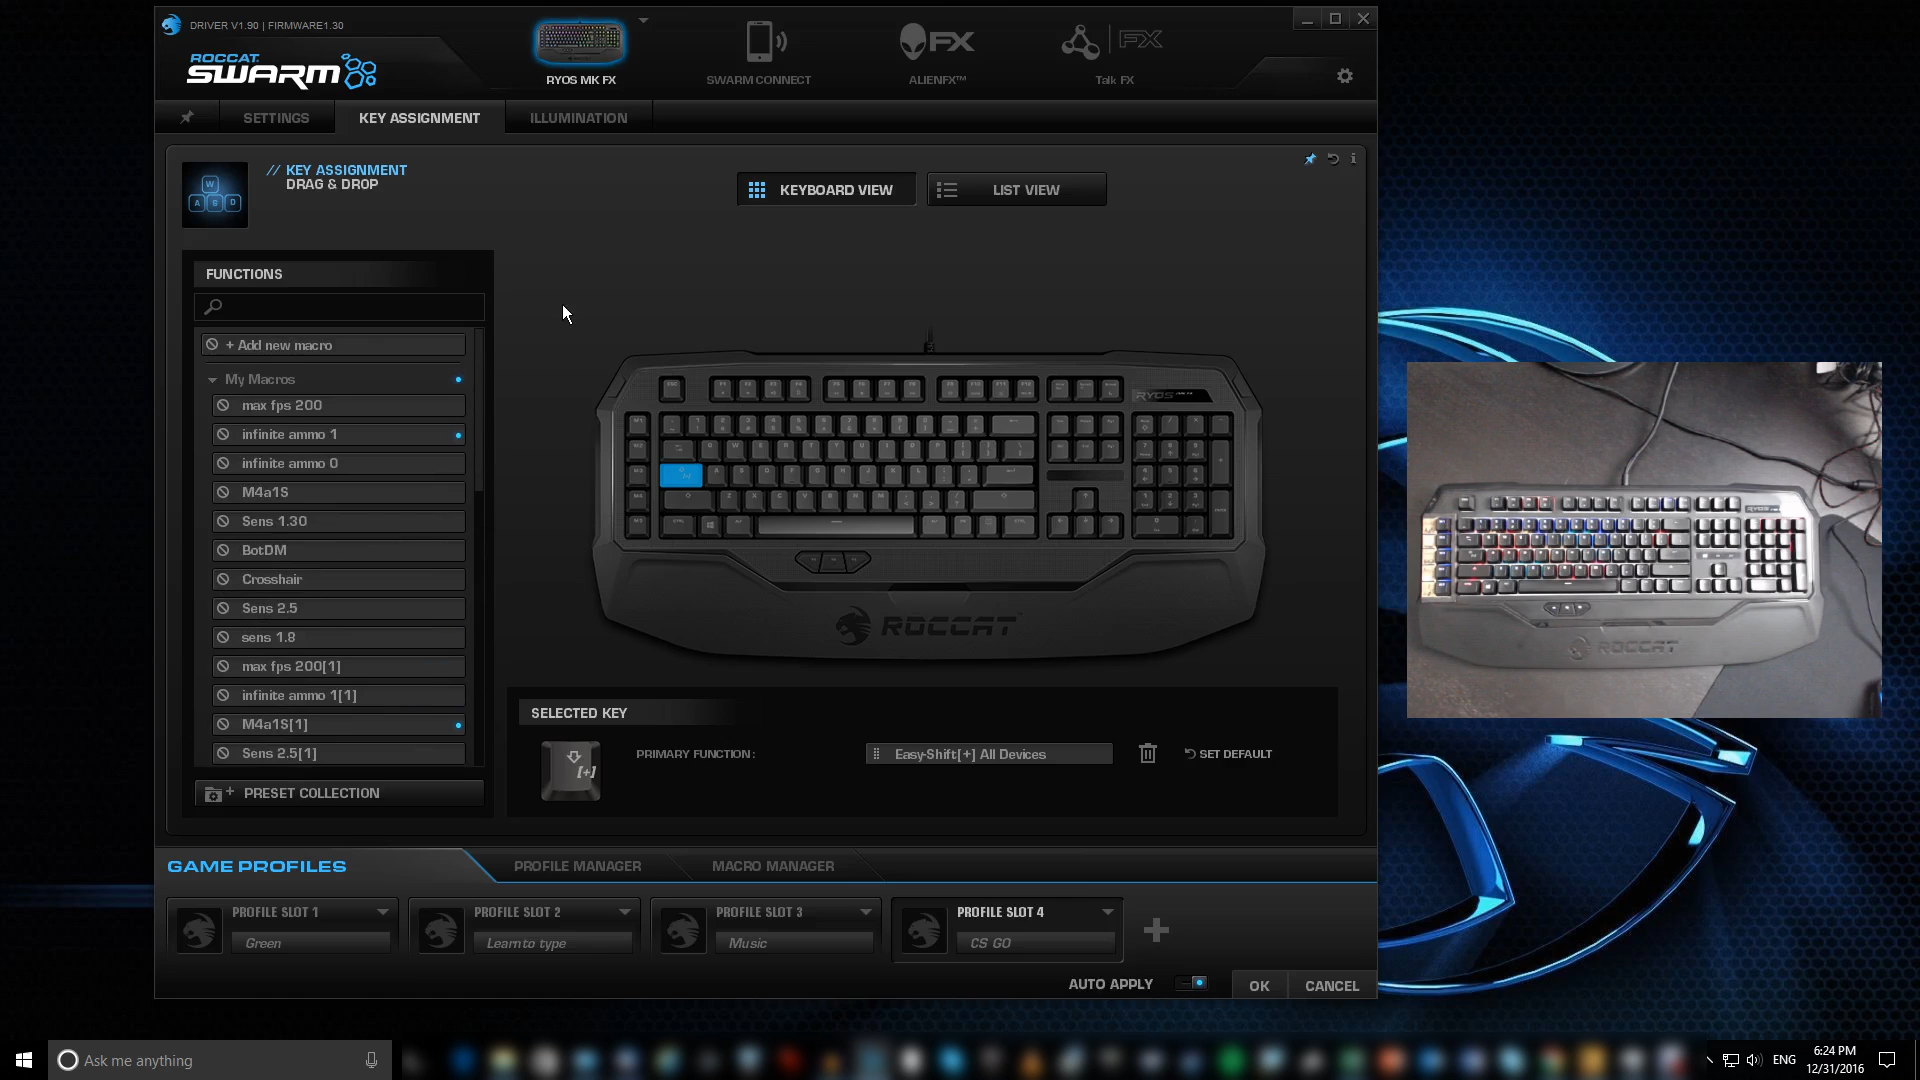 DRIVER V1.90 | FIRMWARE1.30
ROCCAT
SWARM
RYOS MK FX
SWARM CONNECT
FX
ALIENFX™
FX
Talk FX
SETTINGS
KEY ASSIGNMENT
ILLUMINATION
// KEY ASSIGNMENT
DRAG & DROP
W
A S D
KEYBOARD VIEW
LIST VIEW
FUNCTIONS
+ Add new macro
My Macros
max fps 200
infinite ammo 1
infinite ammo 0
M4a1S
Sens 1.30
BotDM
Crosshair
Sens 2.5
sens 1.8
max fps 200[1]
infinite ammo 1[1]
M4a1S[1]
Sens 2.5[1]
PRESET COLLECTION
RYOS MK FX
ROCCAT
SELECTED KEY
[+]
PRIMARY FUNCTION:
Easy-Shift[+] All Devices
SET DEFAULT
GAME PROFILES
PROFILE MANAGER
MACRO MANAGER
PROFILE SLOT 1
Green
PROFILE SLOT 2
Learn to type
PROFILE SLOT 3
Music
PROFILE SLOT 4
CS GO
AUTO APPLY
OK
CANCEL
ROCCAT
Ask me anything
ENG
6:24 PM
12/31/2016